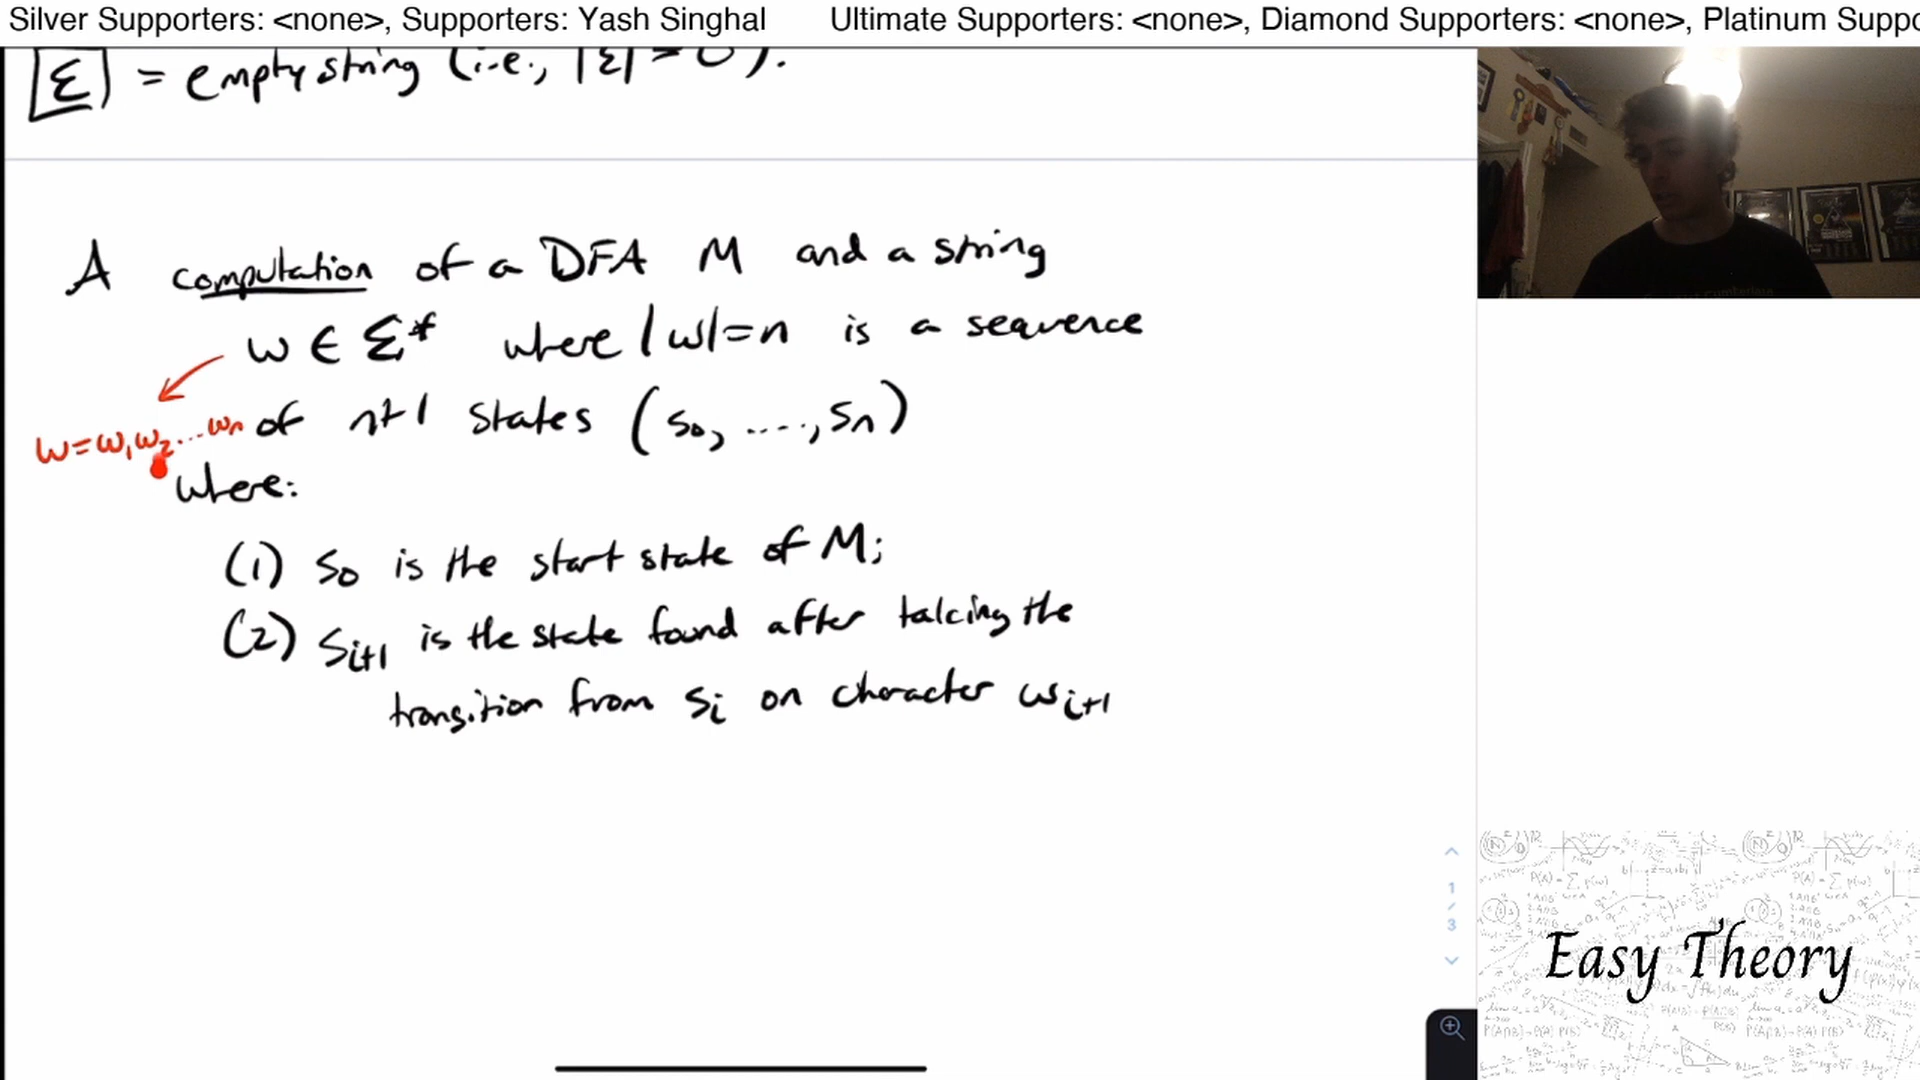 Silver Supporters: <none>, Supporters: Yash Singhal Ultimate Supporters: <none>, Diamond Supporters: <none>, Platinum Suppo
ε = empty string (i.e., |ε| = 0).
A computation of a DFA M and a string
w ∈ Σ* where |w|=n is a sequence
of n+1 states (s₀, ...., sₙ)
w=w₁w₂...wₙ
where:
(1) s₀ is the start state of M;
(2) sᵢ₊₁ is the state found after taking the
transition from sᵢ on character wᵢ₊₁
1
/
3
Easy Theory